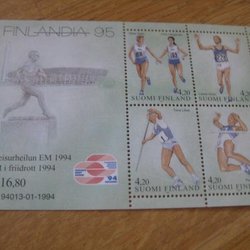 FINLANDIA 95
4,20
SUOMI FINLAND
4,20
SUOMI FINLAND
EM 1994
i friidrott 1994
16,80
94013-01-1994
94
4,20
SUOMI FINLAND
4,20
SUOMI FINLAND